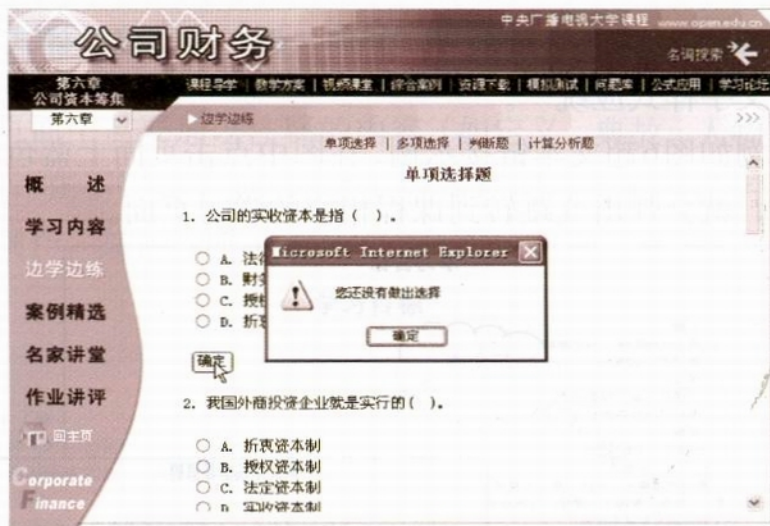 中央广播电视大学课程 www.open.edu.cn
公司财务
名词搜索
第六章
公司资本筹集
课程导学 | 教学方案 | 视频课堂 | 综合案例 | 资源下载 | 模拟测试 | 问题库 | 公式应用 | 学习论坛
第六章
边学边练
>>>
单项选择 | 多项选择 | 判断题 | 计算分析题
单项选择题
概 述
学习内容
边学边练
案例精选
名家讲堂
作业讲评
回主页
Corporate
Finance
1. 公司的实收资本是指( )。
A. 法
B. 财
C. 授
D. 折
Microsoft Internet Explorer
您还没有做出选择
确定
确定
2. 我国外商投资企业就是实行的( )。
A. 折衷资本制
B. 授权资本制
C. 法定资本制
D. 实收资本制